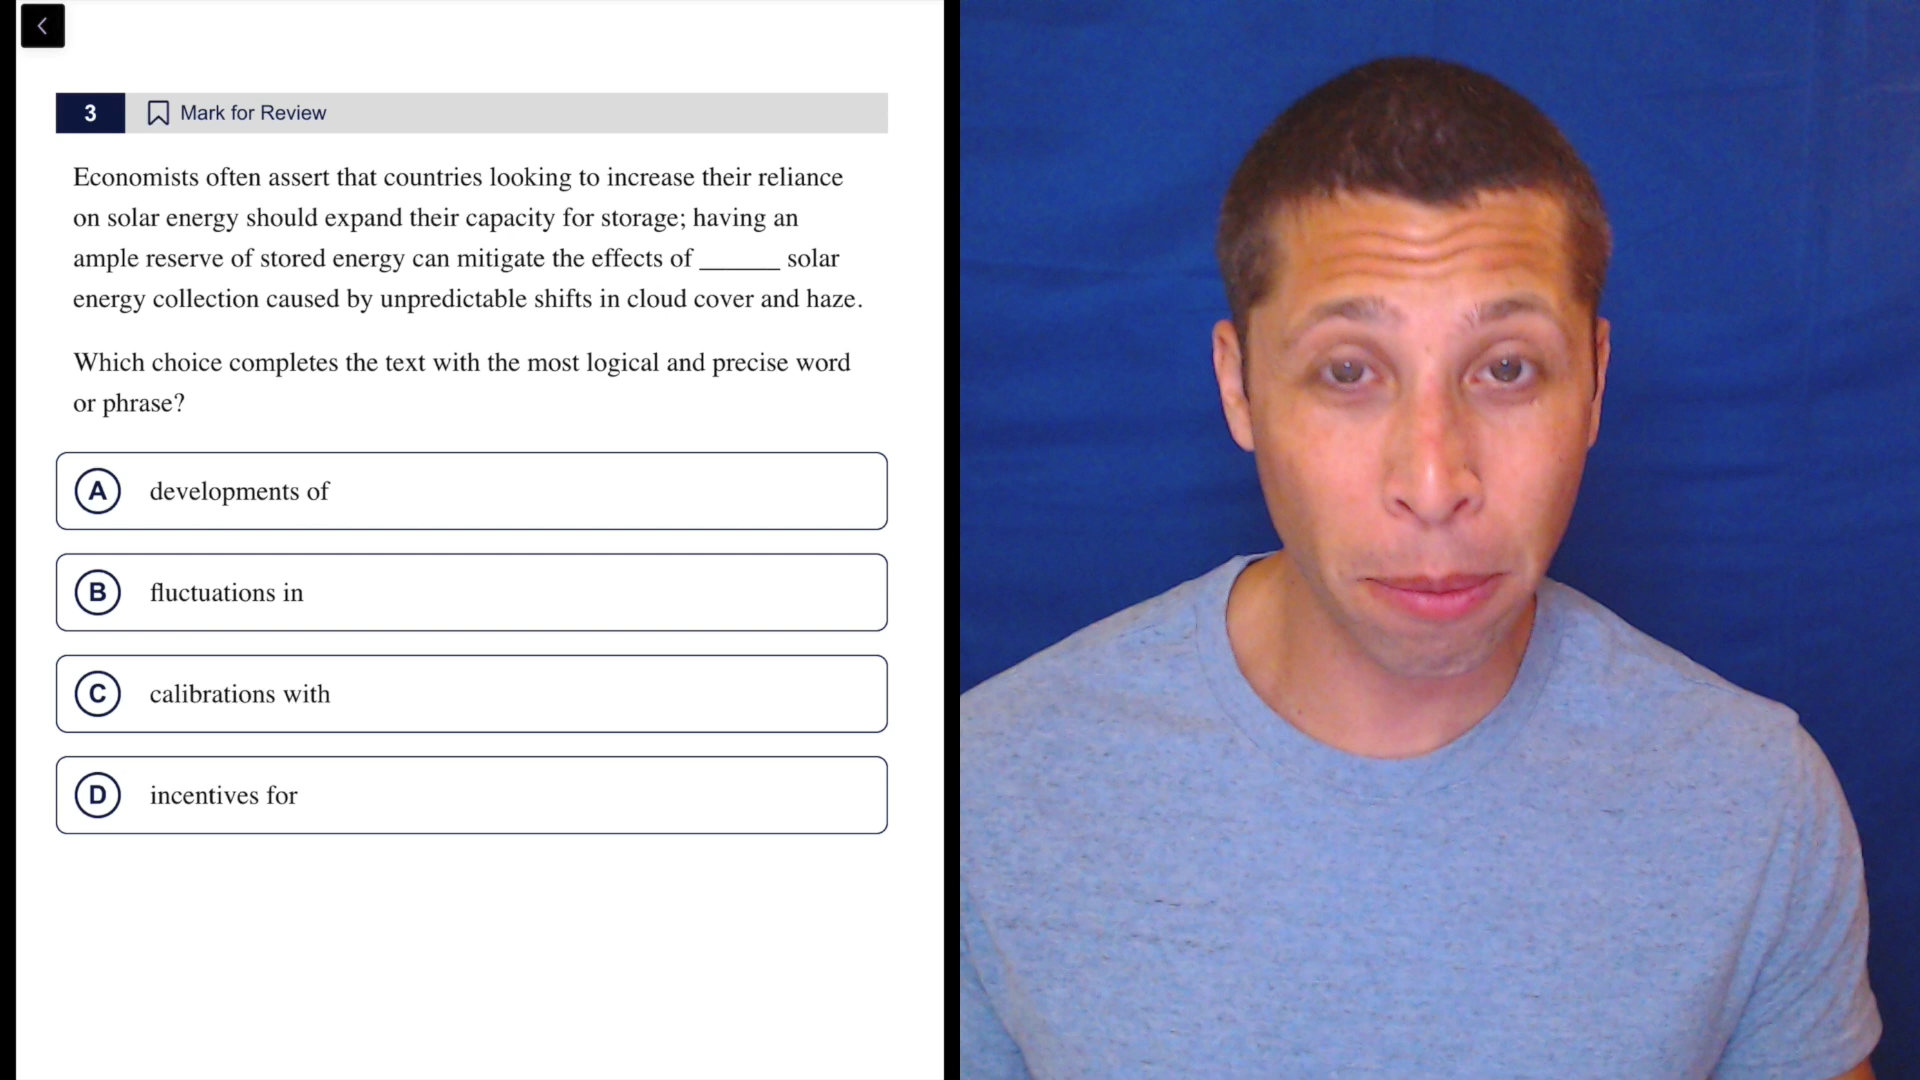 3 Mark for Review
Economists often assert that countries looking to increase their reliance
on solar energy should expand their capacity for storage; having an
ample reserve of stored energy can mitigate the effects of ______ solar
energy collection caused by unpredictable shifts in cloud cover and haze.
Which choice completes the text with the most logical and precise word
or phrase?
A developments of
B fluctuations in
C calibrations with
D incentives for